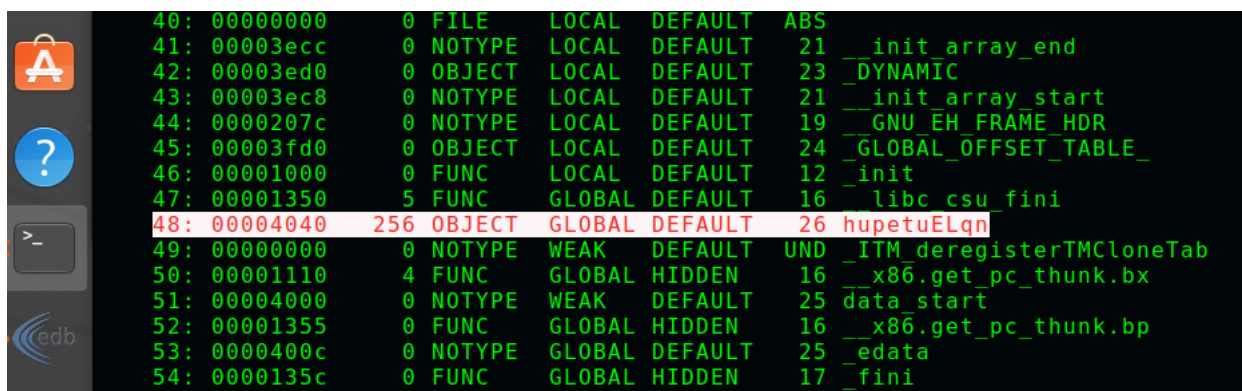 40: 00000000 0 FILE LOCAL DEFAULT ABS
41: 00003ecc 0 NOTYPE LOCAL DEFAULT 21 __init_array_end
42: 00003ed0 0 OBJECT LOCAL DEFAULT 23 _DYNAMIC
43: 00003ec8 0 NOTYPE LOCAL DEFAULT 21 __init_array_start
44: 0000207c 0 NOTYPE LOCAL DEFAULT 19 __GNU_EH_FRAME_HDR
45: 00003fd0 0 OBJECT LOCAL DEFAULT 24 _GLOBAL_OFFSET_TABLE_
46: 00001000 0 FUNC LOCAL DEFAULT 12 _init
47: 00001350 5 FUNC GLOBAL DEFAULT 16 __libc_csu_fini
48: 00004040 256 OBJECT GLOBAL DEFAULT 26 hupetuELqn
49: 00000000 0 NOTYPE WEAK DEFAULT UND _ITM_deregisterTMCloneTab
50: 00001110 4 FUNC GLOBAL HIDDEN 16 __x86.get_pc_thunk.bx
51: 00004000 0 NOTYPE WEAK DEFAULT 25 data_start
52: 00001355 0 FUNC GLOBAL HIDDEN 16 __x86.get_pc_thunk.bp
53: 0000400c 0 NOTYPE GLOBAL DEFAULT 25 _edata
54: 0000135c 0 FUNC GLOBAL HIDDEN 17 _fini
A
?
>_
edb